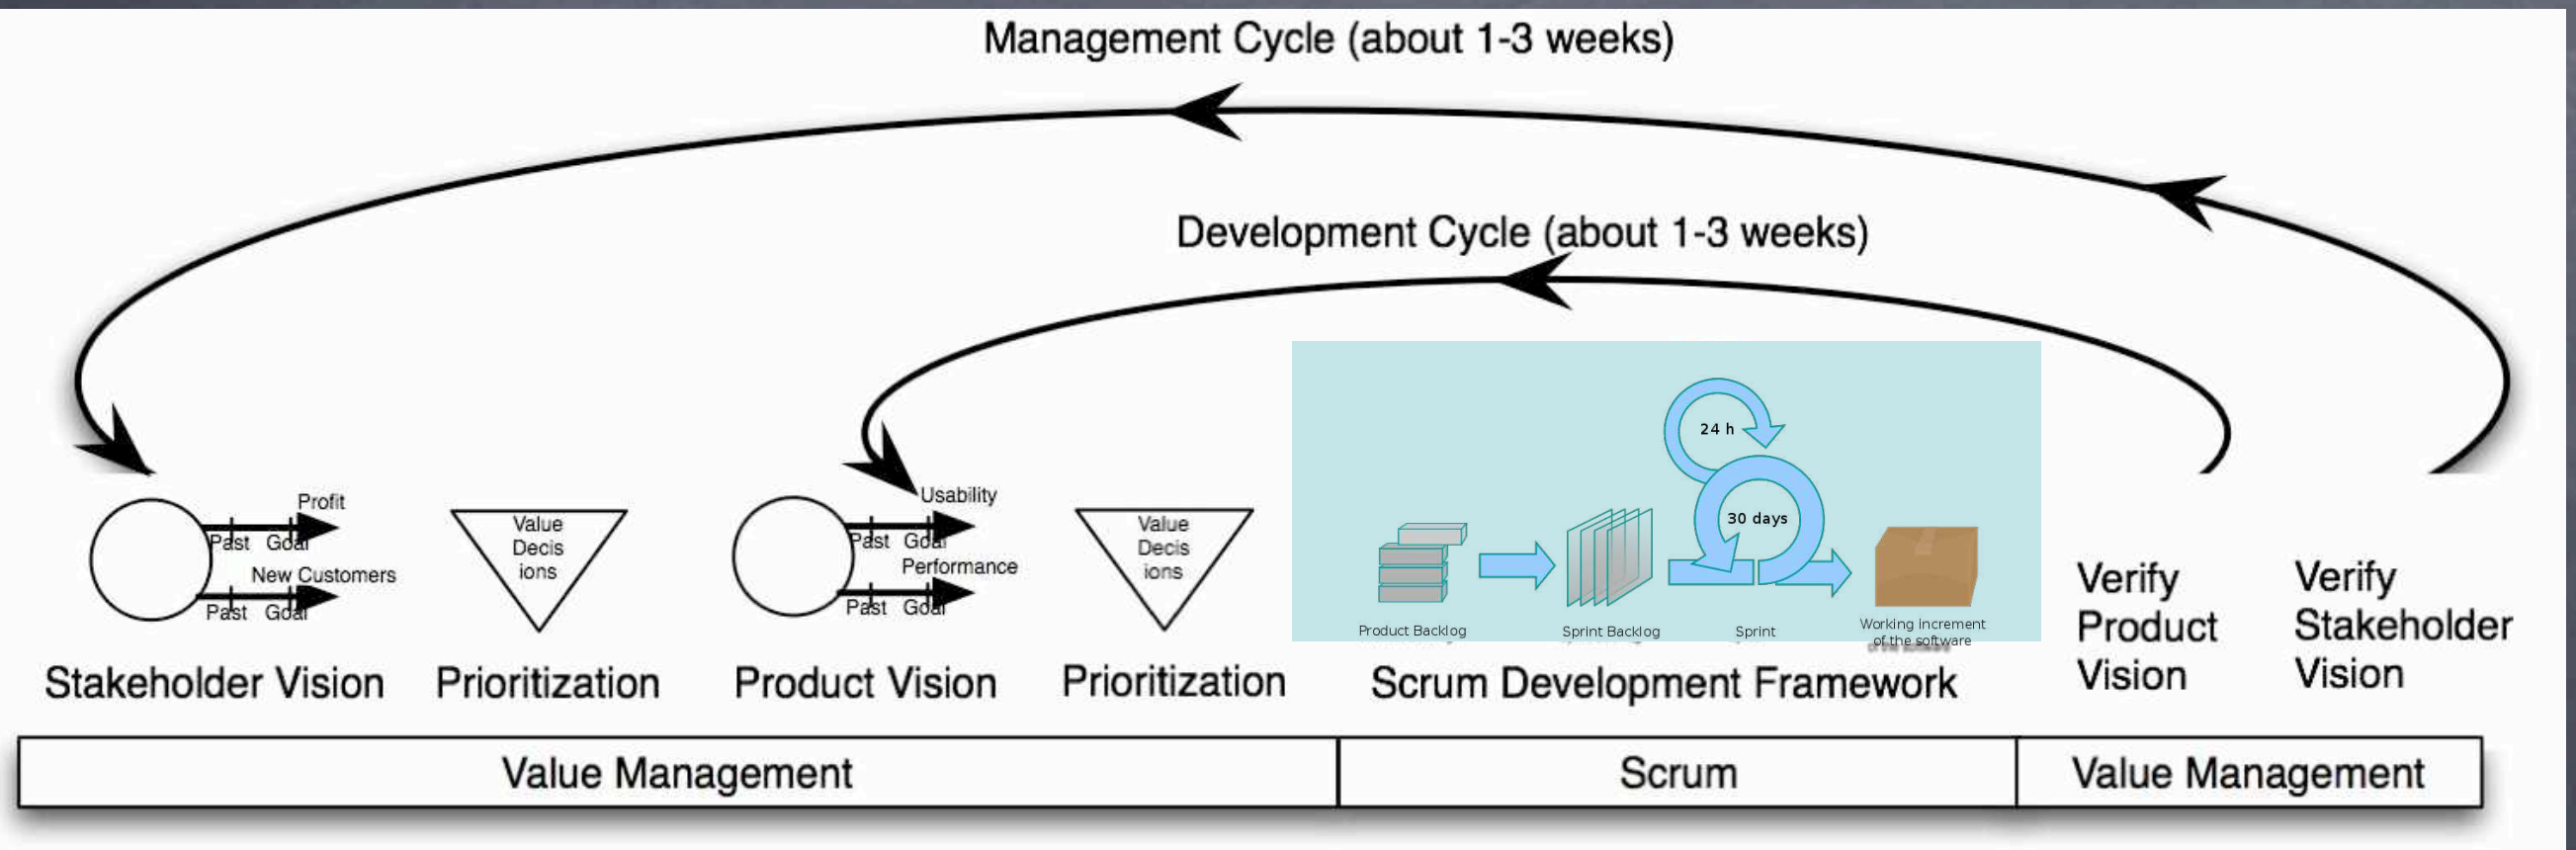 Management Cycle (about 1-3 weeks)
Development Cycle (about 1-3 weeks)
Profit
Past Goal
New Customers
Past Goal
Stakeholder Vision
Value
Decis
ions
Prioritization
Usability
Past Goal
Performance
Past Goal
Product Vision
Value
Decis
ions
Prioritization
24 h
30 days
Product Backlog
Sprint Backlog
Sprint
Working increment
of the software
Scrum Development Framework
Verify
Product
Vision
Verify
Stakeholder
Vision
Value Management
Scrum
Value Management